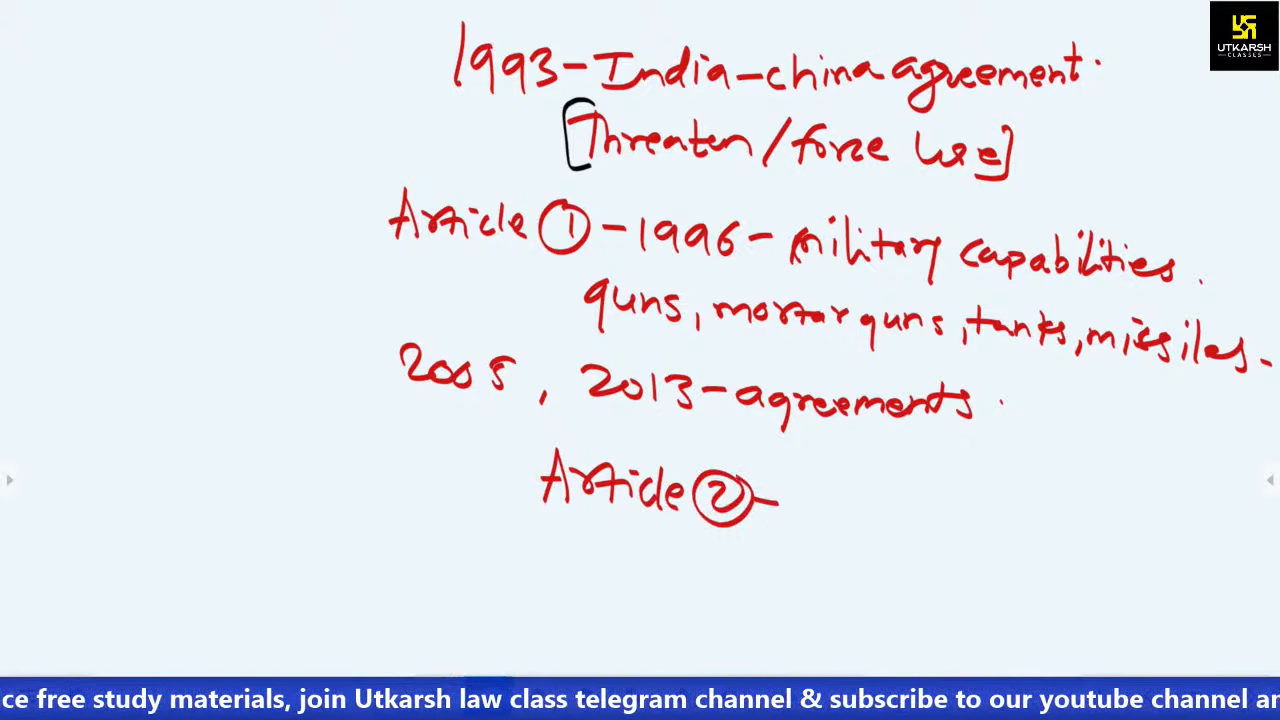 UTKARSH
CLASSES
1993-India-china agreement.
[Threaten/force use]
Article ① - 1996 - military capabilities.
guns, mortar guns, tanks, missiles.
2005, 2013-agreements.
Article ②-
ce free study materials, join Utkarsh law class telegram channel & subscribe to our youtube channel an